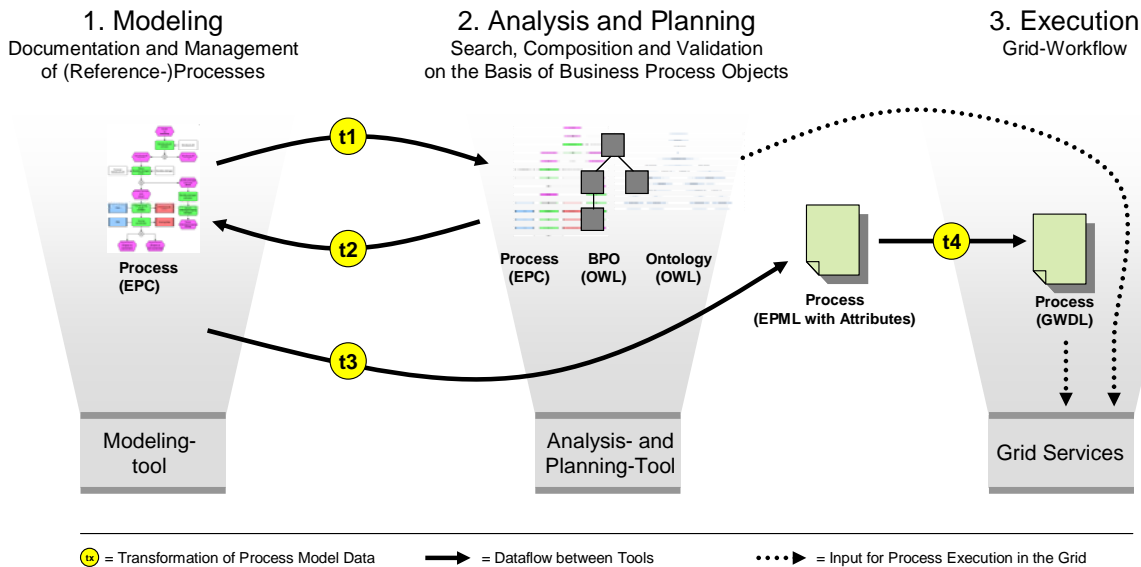 1. Modeling
Documentation and Management
of (Reference-)Processes
2. Analysis and Planning
Search, Composition and Validation
on the Basis of Business Process Objects
3. Execution
Grid-Workflow
t1
t2
Process
(EPC)
Process
(EPC)
BPO
(OWL)
Ontology
(OWL)
t4
Process
(EPML with Attributes)
Process
(GWDL)
t3
Modeling-
tool
Analysis- and
Planning-Tool
Grid Services
tx = Transformation of Process Model Data
= Dataflow between Tools
= Input for Process Execution in the Grid